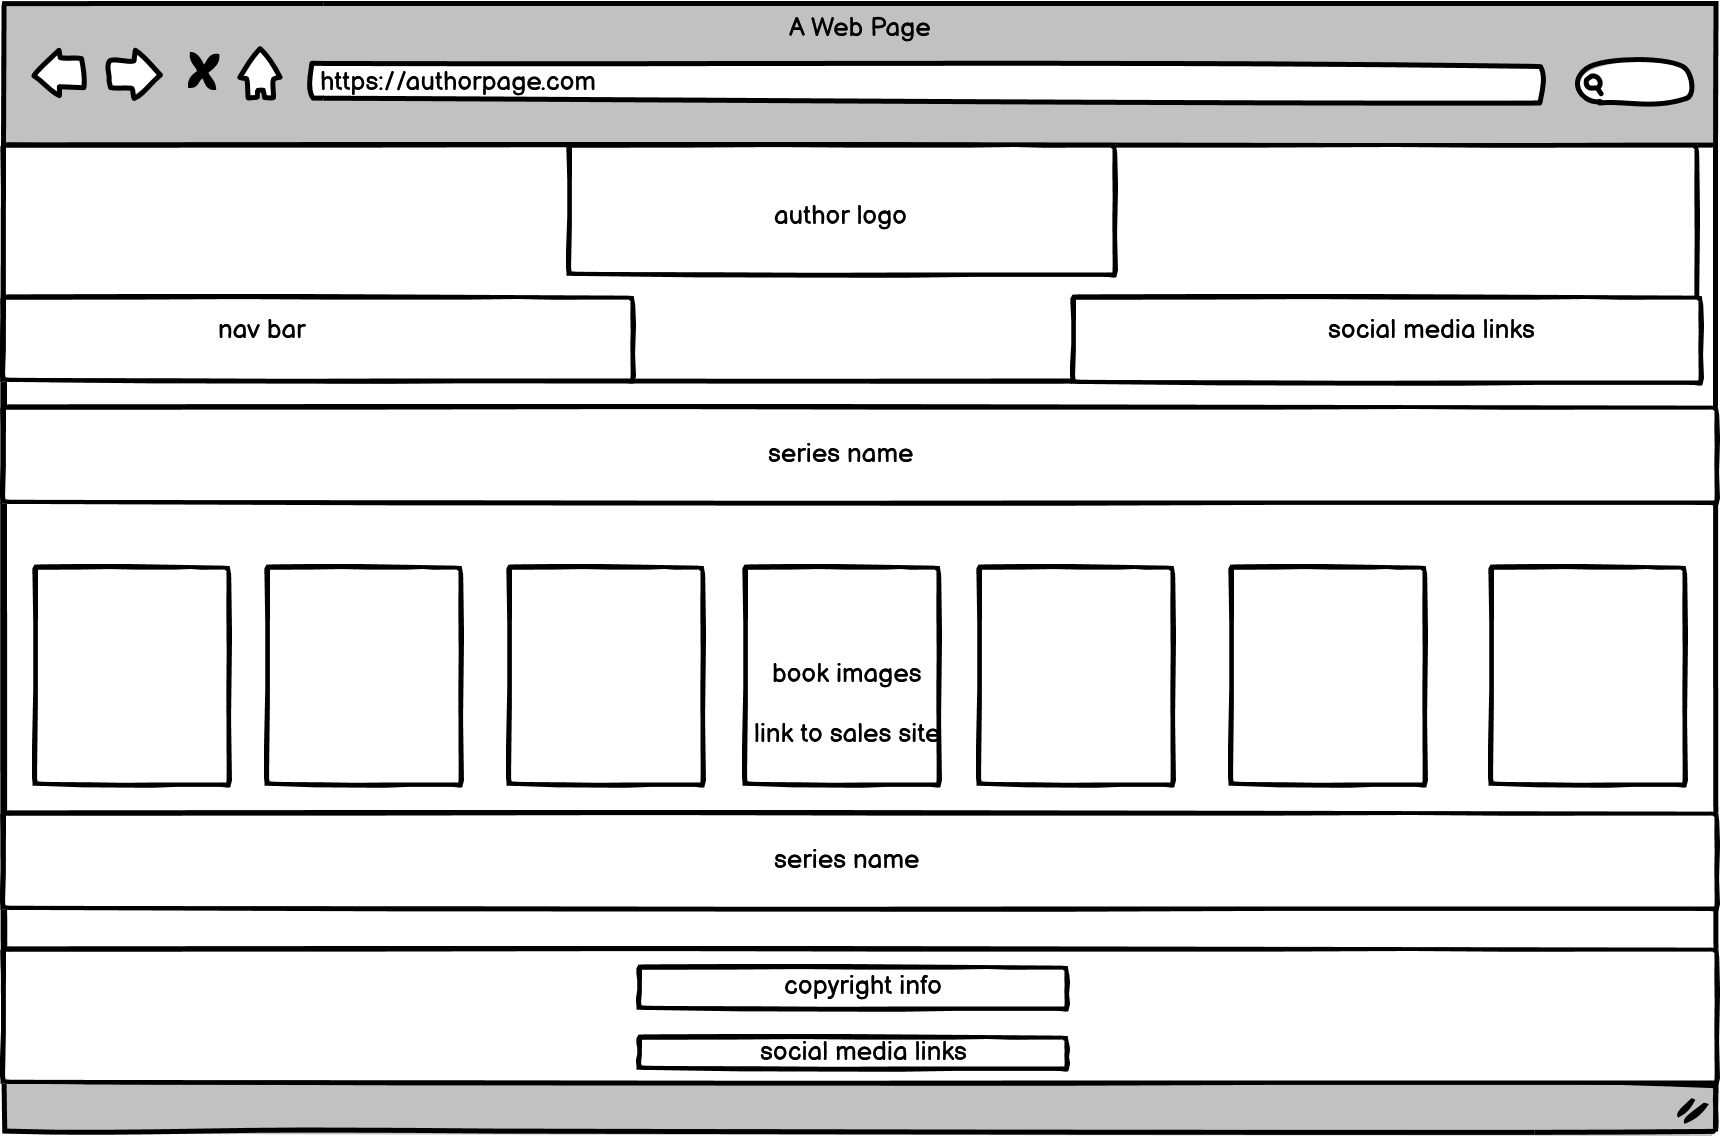 A Web Page
https://authorpage.com
author logo
nav bar
social media links
series name
book images
link to sales site
series name
copyright info
social media links